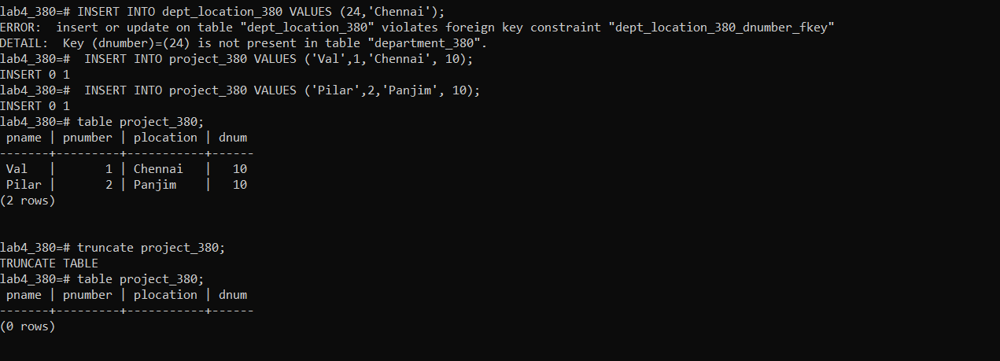 lab4_380=# INSERT INTO dept_location_380 VALUES (24,'Chennai');
ERROR:  insert or update on table "dept_location_380" violates foreign key constraint "dept_location_380_dnumber_fkey"
DETAIL:  Key (dnumber)=(24) is not present in table "department_380".
lab4_380=#  INSERT INTO project_380 VALUES ('Val',1,'Chennai', 10);
INSERT 0 1
lab4_380=#  INSERT INTO project_380 VALUES ('Pilar',2,'Panjim', 10);
INSERT 0 1
lab4_380=# table project_380;
 pname | pnumber | plocation | dnum
-------+---------+-----------+------
 Val   |       1 | Chennai   |   10
 Pilar |       2 | Panjim    |   10
(2 rows)
lab4_380=# truncate project_380;
TRUNCATE TABLE
lab4_380=# table project_380;
 pname | pnumber | plocation | dnum
-------+---------+-----------+------
(0 rows)